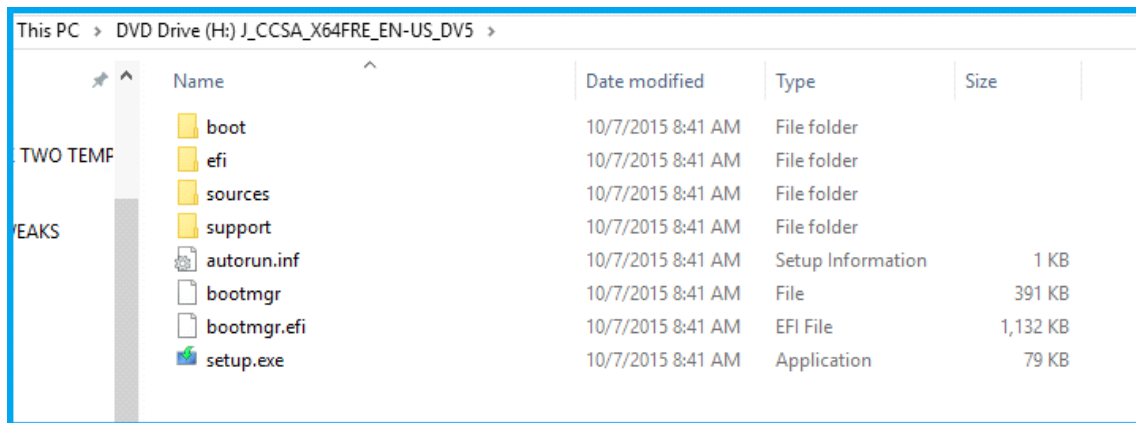 This PC > DVD Drive (H:) J_CCSA_X64FRE_EN-US_DV5 >
Name Date modified Type Size
boot 10/7/2015 8:41 AM File folder
TWO TEMP efi 10/7/2015 8:41 AM File folder
sources 10/7/2015 8:41 AM File folder
EAKS support 10/7/2015 8:41 AM File folder
autorun.inf 10/7/2015 8:41 AM Setup Information 1 KB
bootmgr 10/7/2015 8:41 AM File 391 KB
bootmgr.efi 10/7/2015 8:41 AM EFI File 1,132 KB
setup.exe 10/7/2015 8:41 AM Application 79 KB